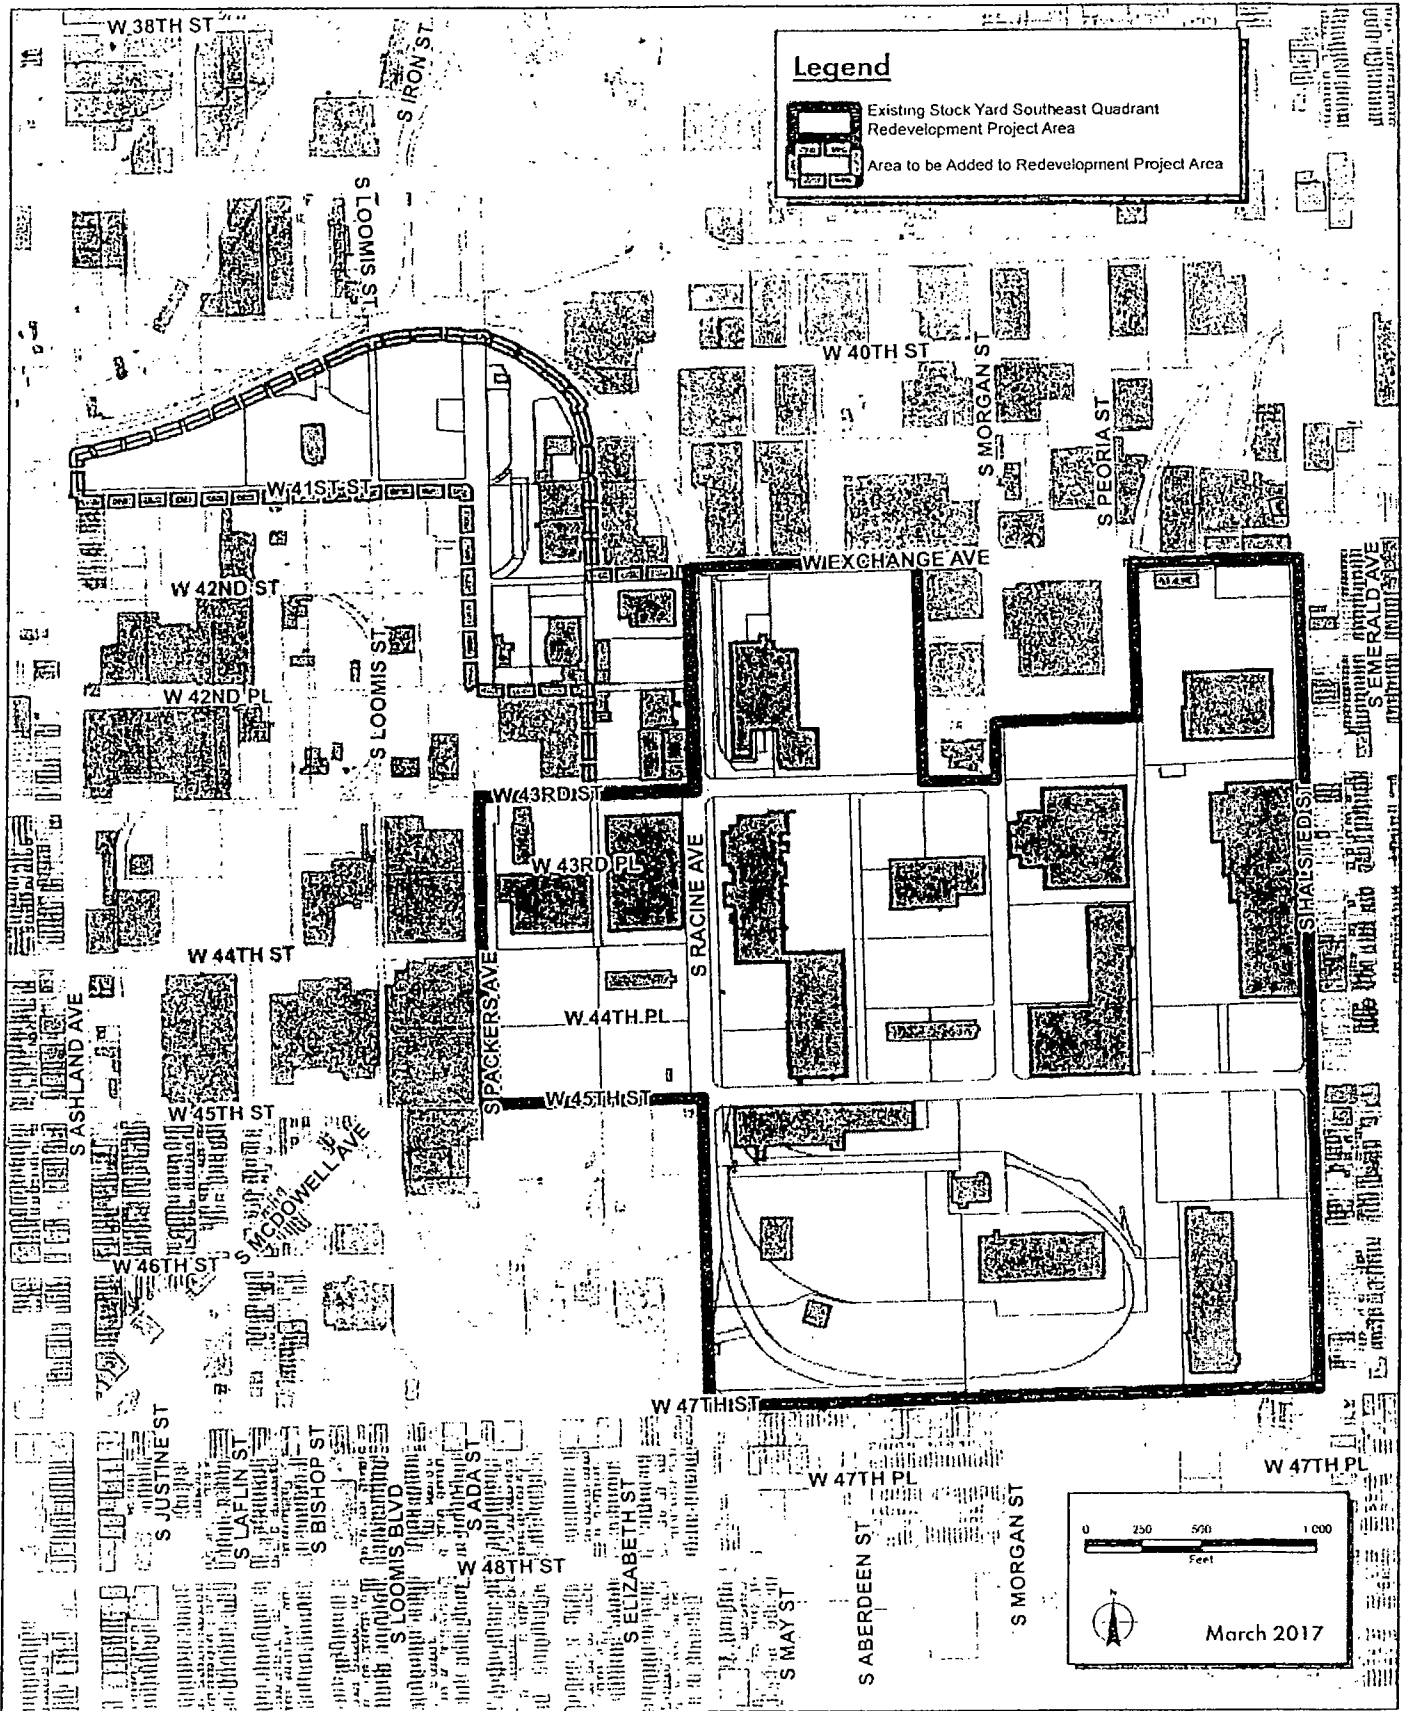 W 38TH ST
S IRON ST
Legend
Existing Stock Yard Southeast Quadrant
Redevelopment Project Area
Area to be Added to Redevelopment Project Area
S LOOMIS ST
W 40TH ST
S MORGAN ST
S PEORIA ST
W 41ST ST
W EXCHANGE AVE
W 42ND ST
S EMERALD AVE
S LOOMIS ST
W 42ND PL
W 43RD ST
S HALSTED ST
W 43RD PL
S RACINE AVE
W 44TH ST
S PACKERS AVE
W 44TH PL
S ASHLAND AVE
W 45TH ST
W 45TH ST
S MCDOWELL AVE
W 46TH ST
W 47TH ST
S JUSTINE ST
S LAFLIN ST
S BISHOP ST
S LOOMIS BLVD
S ADA ST
S ELIZABETH ST
W 47TH PL
W 47TH PL
W 48TH ST
S MAY ST
S ABERDEEN ST
S MORGAN ST
0 250 500 1 000
Feet
March 2017